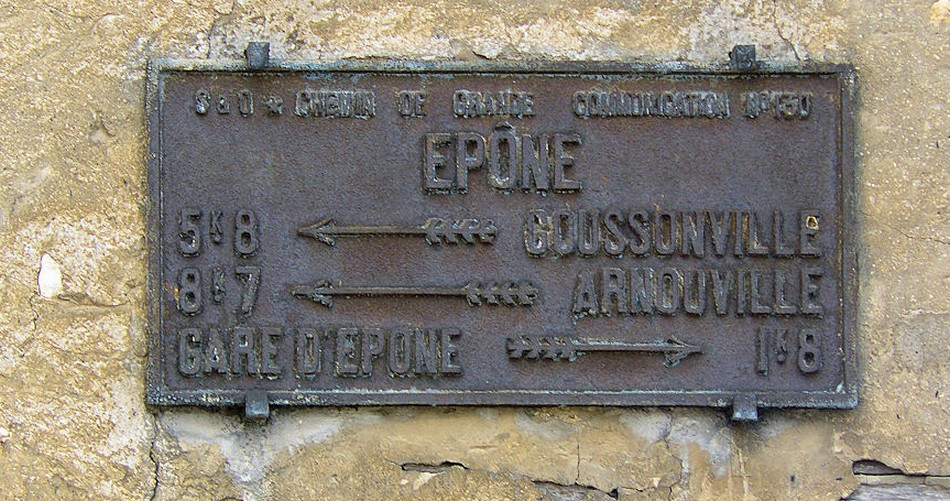 S & O * CHEMIN DE GRANDE COMMUNICATION Nº 130
EPÔNE
5K8 GOUSSONVILLE
8K7 ARNOUVILLE
GARE D'EPONE 1K8